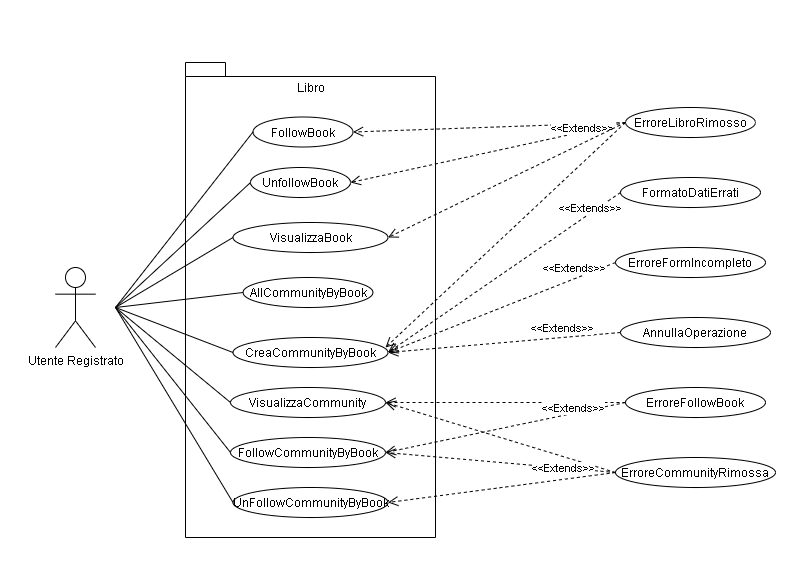 Libro
FollowBook
<<Extends>>
ErroreLibroRimosso
UnfollowBook
FormatoDatiErrati
<<Extends>>
VisualizzaBook
ErroreFormIncompleto
<<Extends>>
AllCommunityByBook
<<Extends>>
AnnullaOperazione
CreaCommunityByBook
Utente Registrato
VisualizzaCommunity
<<Extends>>
ErroreFollowBook
FollowCommunityByBook
<<Extends>>
ErroreCommunityRimossa
UnFollowCommunityByBook